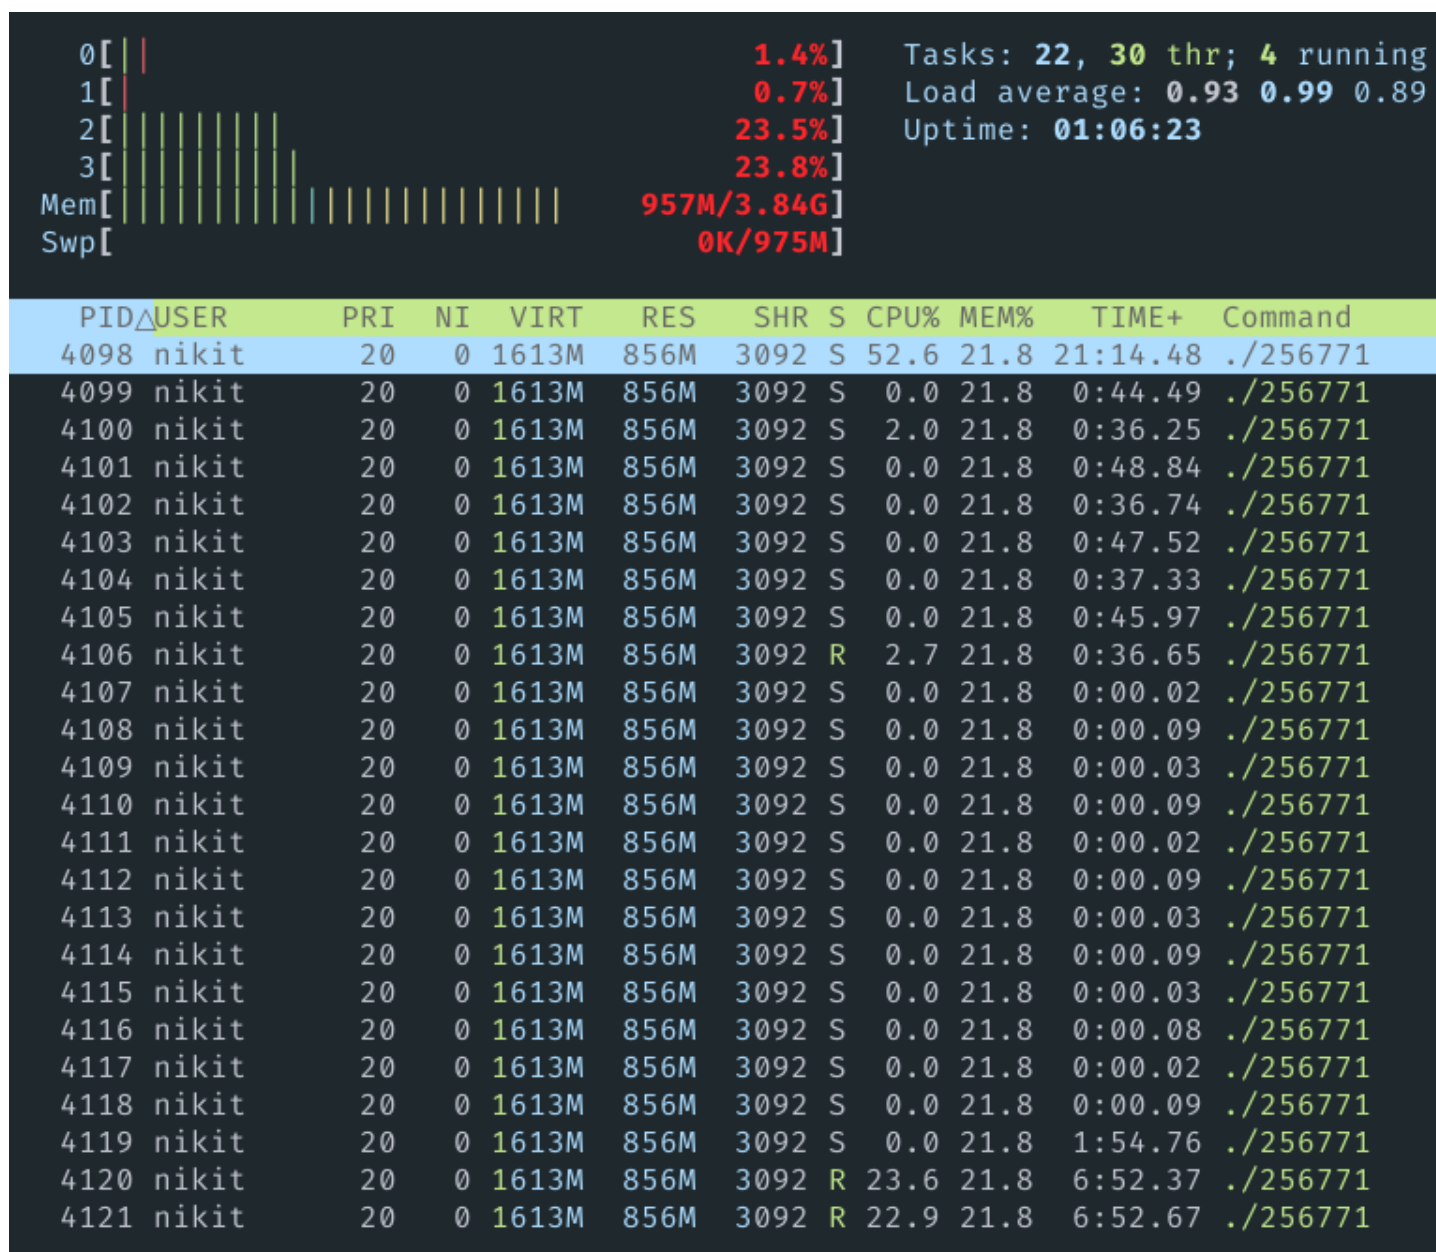 0[|| 1.4%] Tasks: 22, 30 thr; 4 running
1[| 0.7%] Load average: 0.93 0.99 0.89
2[||||||||| 23.5%] Uptime: 01:06:23
3[|||||||||| 23.8%]
Mem[|||||||||||||||||||||||| 957M/3.84G]
Swp[ 0K/975M]
PID△USER PRI NI VIRT RES SHR S CPU% MEM% TIME+ Command
4098 nikit 20 0 1613M 856M 3092 S 52.6 21.8 21:14.48 ./256771
4099 nikit 20 0 1613M 856M 3092 S 0.0 21.8 0:44.49 ./256771
4100 nikit 20 0 1613M 856M 3092 S 2.0 21.8 0:36.25 ./256771
4101 nikit 20 0 1613M 856M 3092 S 0.0 21.8 0:48.84 ./256771
4102 nikit 20 0 1613M 856M 3092 S 0.0 21.8 0:36.74 ./256771
4103 nikit 20 0 1613M 856M 3092 S 0.0 21.8 0:47.52 ./256771
4104 nikit 20 0 1613M 856M 3092 S 0.0 21.8 0:37.33 ./256771
4105 nikit 20 0 1613M 856M 3092 S 0.0 21.8 0:45.97 ./256771
4106 nikit 20 0 1613M 856M 3092 R 2.7 21.8 0:36.65 ./256771
4107 nikit 20 0 1613M 856M 3092 S 0.0 21.8 0:00.02 ./256771
4108 nikit 20 0 1613M 856M 3092 S 0.0 21.8 0:00.09 ./256771
4109 nikit 20 0 1613M 856M 3092 S 0.0 21.8 0:00.03 ./256771
4110 nikit 20 0 1613M 856M 3092 S 0.0 21.8 0:00.09 ./256771
4111 nikit 20 0 1613M 856M 3092 S 0.0 21.8 0:00.02 ./256771
4112 nikit 20 0 1613M 856M 3092 S 0.0 21.8 0:00.09 ./256771
4113 nikit 20 0 1613M 856M 3092 S 0.0 21.8 0:00.03 ./256771
4114 nikit 20 0 1613M 856M 3092 S 0.0 21.8 0:00.09 ./256771
4115 nikit 20 0 1613M 856M 3092 S 0.0 21.8 0:00.03 ./256771
4116 nikit 20 0 1613M 856M 3092 S 0.0 21.8 0:00.08 ./256771
4117 nikit 20 0 1613M 856M 3092 S 0.0 21.8 0:00.02 ./256771
4118 nikit 20 0 1613M 856M 3092 S 0.0 21.8 0:00.09 ./256771
4119 nikit 20 0 1613M 856M 3092 S 0.0 21.8 1:54.76 ./256771
4120 nikit 20 0 1613M 856M 3092 R 23.6 21.8 6:52.37 ./256771
4121 nikit 20 0 1613M 856M 3092 R 22.9 21.8 6:52.67 ./256771